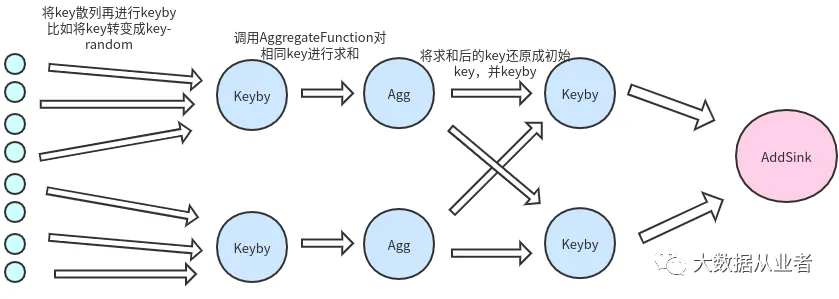 将key散列再进行keyby
比如将key转变成key-
random
调用AggregateFunction对
相同key进行求和
将求和后的key还原成初始
key，并keyby
Keyby
Agg
Keyby
AddSink
Keyby
Agg
Keyby
大数据从业者